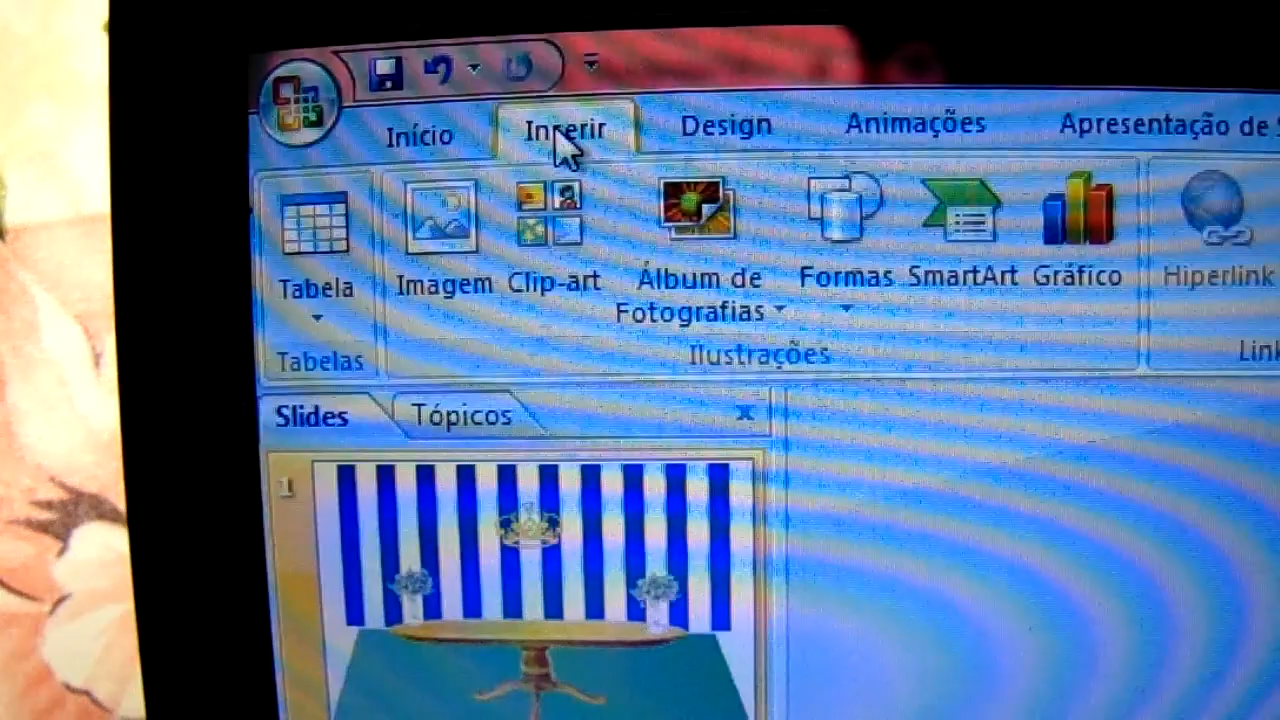 Início Inserir Design Animações Apresentação de
Tabela Imagem Clip-art Álbum de Fotografias Formas SmartArt Gráfico Hiperlink
Tabelas Ilustrações
Slides Tópicos
1